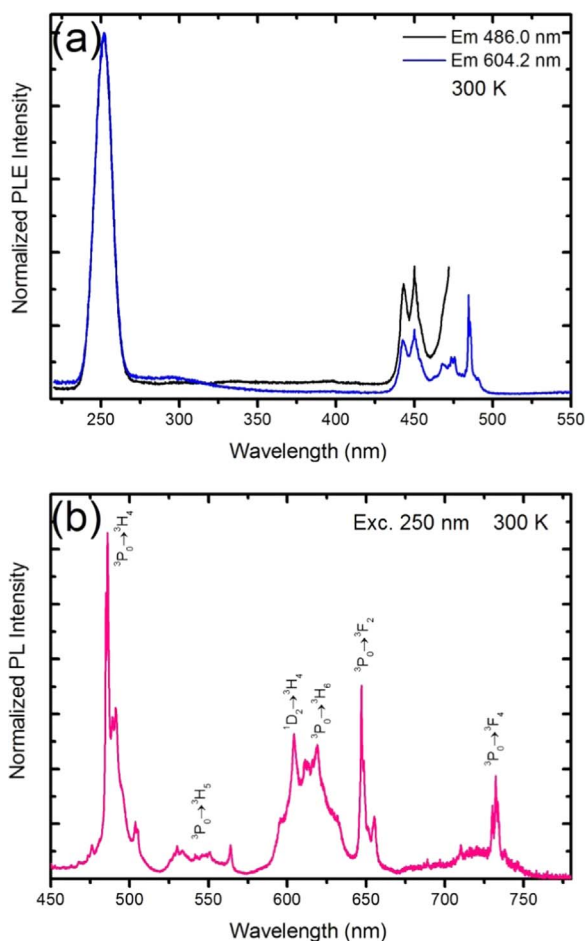 (a)
Em 486.0 nm
Em 604.2 nm
300 K
Normalized PLE Intensity
250 300 350 400 450 500 550
Wavelength (nm)
(b)
Exc. 250 nm 300 K
³P₀→³H₄
³P₀→³H₅
¹D₂→³H₄
³P₀→³H₆
³P₀→³F₂
³P₀→³F₄
Normalized PL Intensity
450 500 550 600 650 700 750
Wavelength (nm)